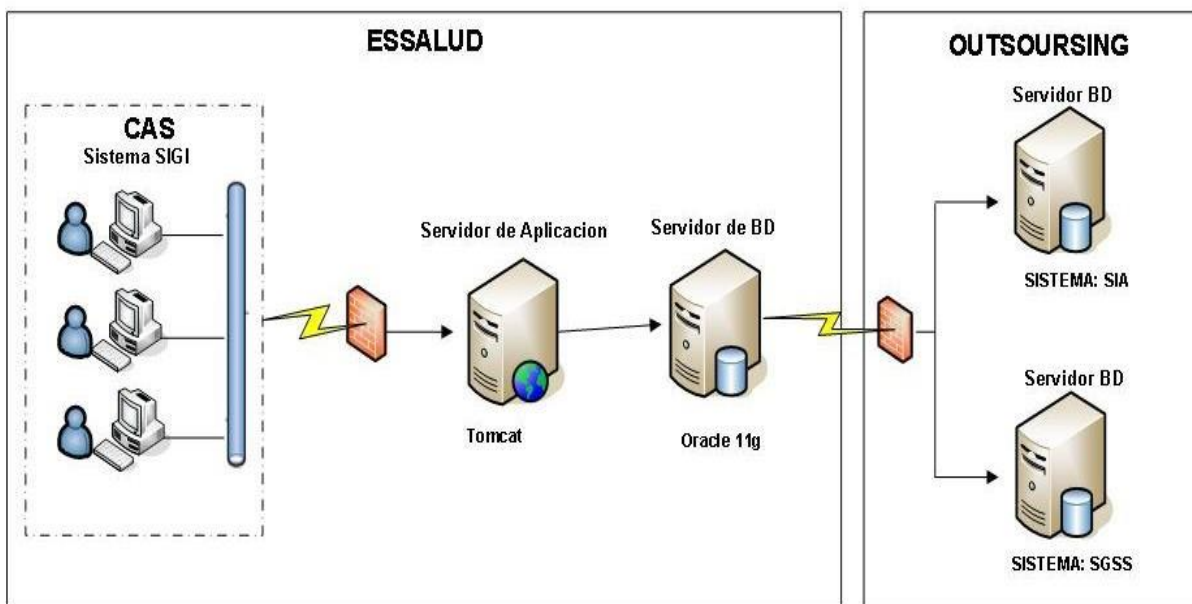 ESSALUD
OUTSOURSING
CAS
Sistema SIGI
Servidor de Aplicacion
Servidor de BD
Tomcat
Oracle 11g
Servidor BD
SISTEMA: SIA
Servidor BD
SISTEMA: SGSS